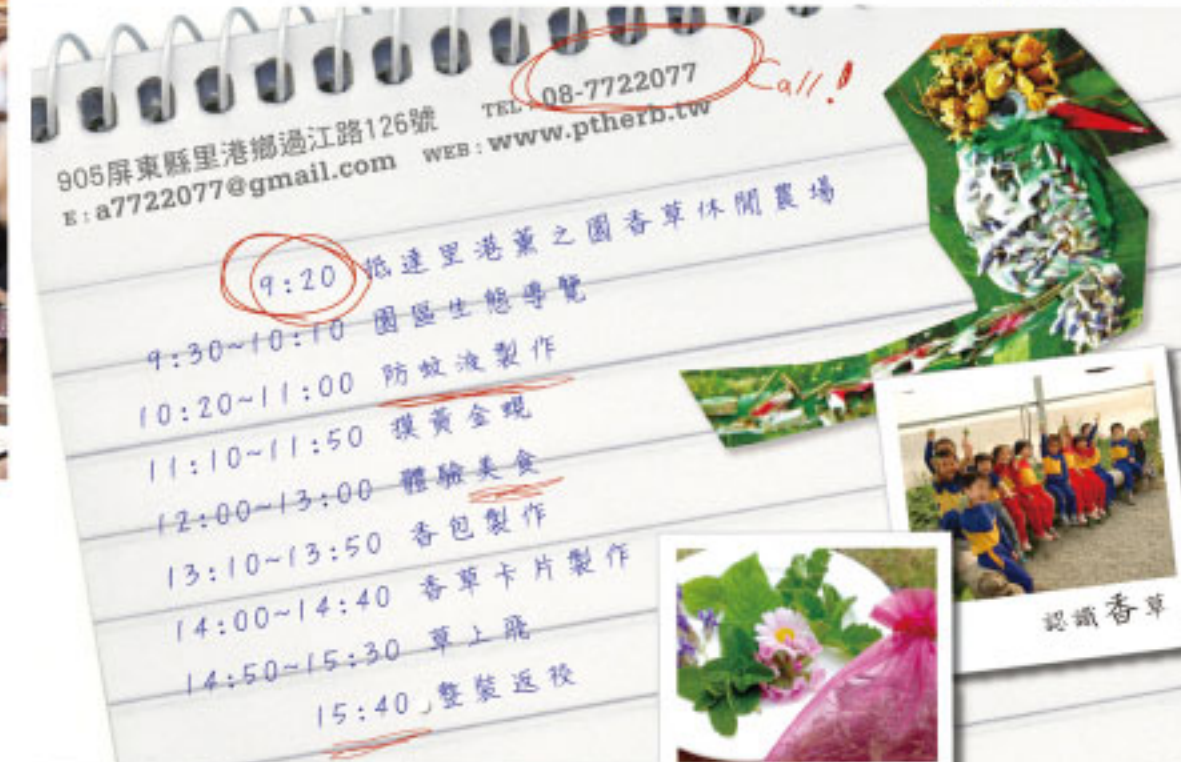 TEL : 08-7722077
Call!
905屏東縣里港鄉過江路126號
E : a7722077@gmail.com WEB : www.ptherb.tw
9:20 抵達里港薰之園香草休閒農場
9:30~10:10 園區生態導覽
10:20~11:00 防蚊液製作
11:10~11:50 摸黃金蜆
12:00~13:00 體驗美食
13:10~13:50 香包製作
14:00~14:40 香草卡片製作
14:50~15:30 草上飛
15:40 整裝返校
認識香草